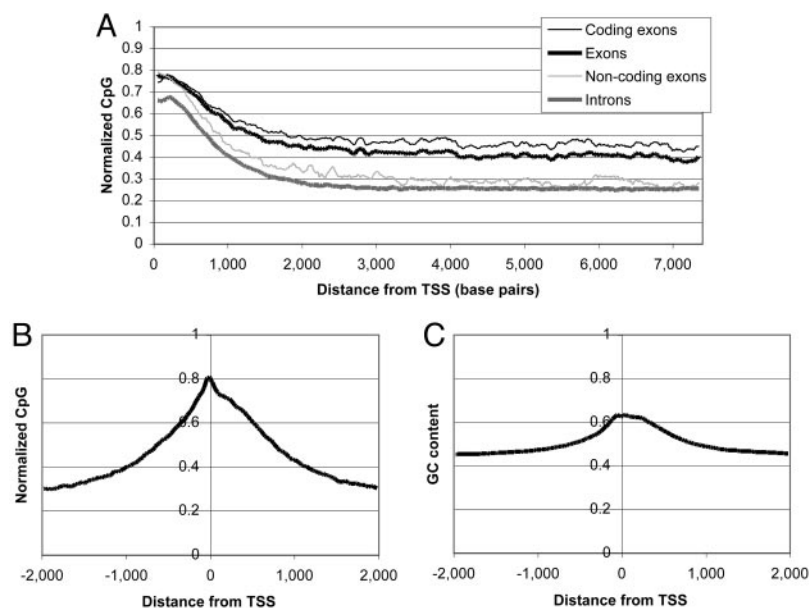 A
Normalized CpG
1
0.9
0.8
0.7
0.6
0.5
0.4
0.3
0.2
0.1
0
0 1,000 2,000 3,000 4,000 5,000 6,000 7,000
Distance from TSS (base pairs)
Coding exons
Exons
Non-coding exons
Introns
B
Normalized CpG
1
0.8
0.6
0.4
0.2
0
-2,000 -1,000 0 1,000 2,000
Distance from TSS
C
GC content
1
0.8
0.6
0.4
0.2
0
-2,000 -1,000 0 1,000 2,000
Distance from TSS